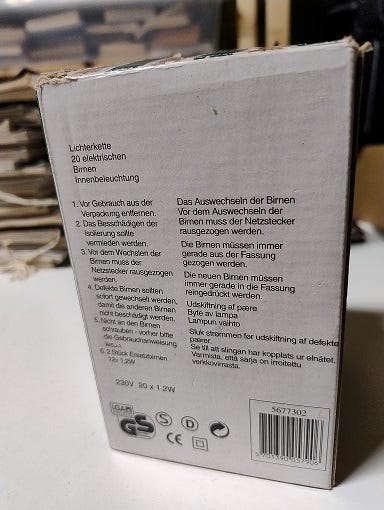 Lichterkette
20 elektrischen
Birnen
Innenbeleuchtung
1. Vor Gebrauch aus der
Verpackung entfernen.
2. Das Besschädigen der
Isolierung sollte
vermieden werden.
3. Vor dem Wechslen der
Birnen muss der
Netzstecker rausgezogen
werden.
4. Defekte Birnen sollten
sofort gewechselt werden,
damit die anderen Birnen
nicht beschädigt werden.
5. Nicht an den Birnen
schrauben - vorher bitte
die Gebrauchanweisung
6. 2 Stück Ersatzbirnen
12v 1.2W
Das Auswechseln der Birnen
Vor dem Auswechseln der
Birnen muss der Netzstecker
rausgezogen werden.
Die Birnen müssen immer
gerade aus der Fassung
gezogen werden.
Die neuen Birnen müssen
immer gerade in die Fassung
reingedrückt werden.
Udskiftning af pære
Byte av lampa
Lampun vaihto
Sluk strømmen før udskiftning af defekte
pærer.
Se till att slingan har kopplats ur elnätet.
Varmista, että sarja on irroitettu
verkkovirrasta.
230V 20 x 1.2W
LGA
GS
S
D
CE
5677302